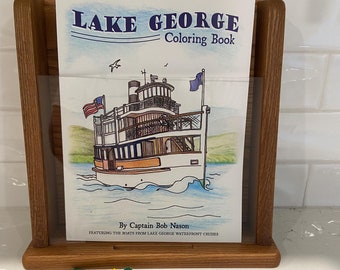 LAKE GEORGE
Coloring Book
By Captain Bob Nason
FEATURING THE BOATS FROM LAKE GEORGE WATERFRONT CRUISES